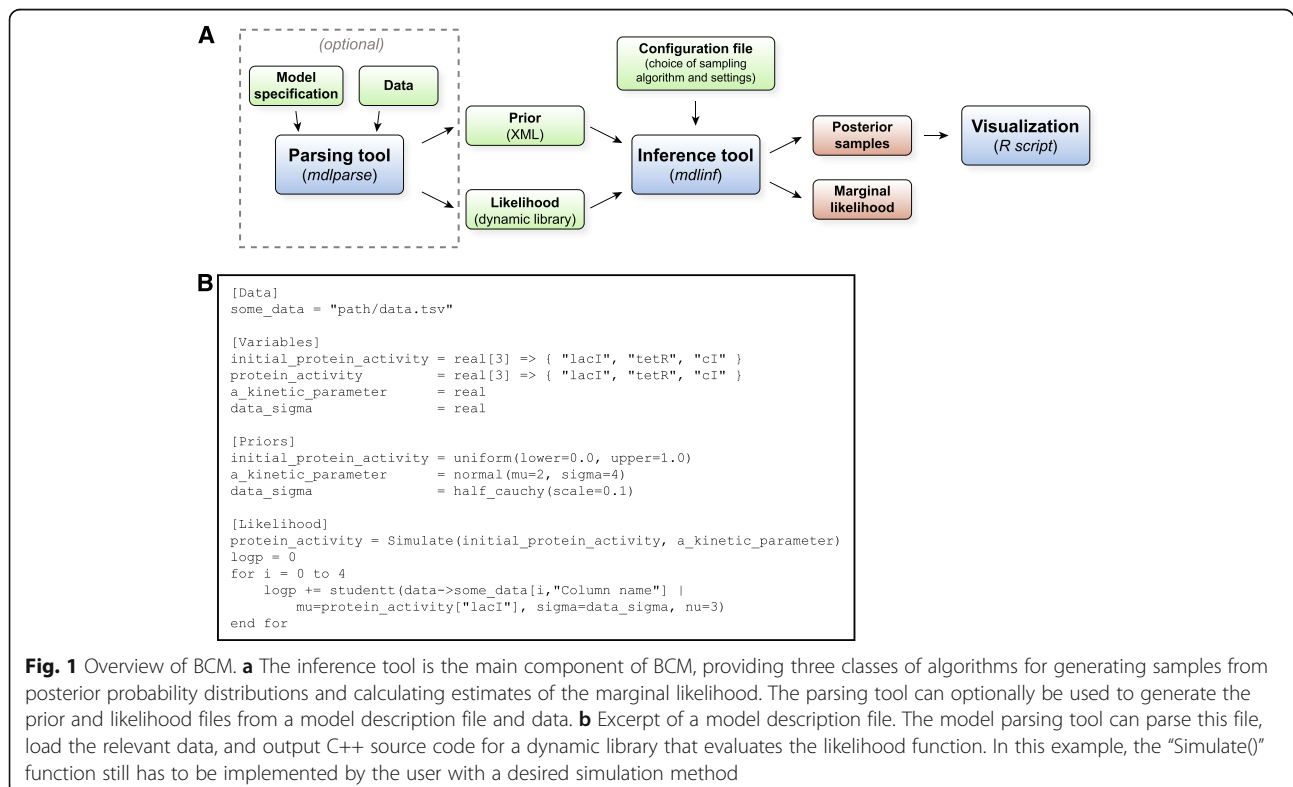 A
(optional)
Model
specification
Data
Parsing tool
(mdlparse)
Prior
(XML)
Likelihood
(dynamic library)
Configuration file
(choice of sampling
algorithm and settings)
Inference tool
(mdlinf)
Posterior
samples
Marginal
likelihood
Visualization
(R script)
B
[Data]
some_data = "path/data.tsv"
[Variables]
initial_protein_activity = real[3] => { "lacI", "tetR", "cI" }
protein_activity         = real[3] => { "lacI", "tetR", "cI" }
a_kinetic_parameter      = real
data_sigma               = real
[Priors]
initial_protein_activity = uniform(lower=0.0, upper=1.0)
a_kinetic_parameter      = normal(mu=2, sigma=4)
data_sigma               = half_cauchy(scale=0.1)
[Likelihood]
protein_activity = Simulate(initial_protein_activity, a_kinetic_parameter)
logp = 0
for i = 0 to 4
    logp += studentt(data->some_data[i,"Column name"] |
        mu=protein_activity["lacI"], sigma=data_sigma, nu=3)
end for
Fig. 1 Overview of BCM. a The inference tool is the main component of BCM, providing three classes of algorithms for generating samples from
posterior probability distributions and calculating estimates of the marginal likelihood. The parsing tool can optionally be used to generate the
prior and likelihood files from a model description file and data. b Excerpt of a model description file. The model parsing tool can parse this file,
load the relevant data, and output C++ source code for a dynamic library that evaluates the likelihood function. In this example, the “Simulate()”
function still has to be implemented by the user with a desired simulation method